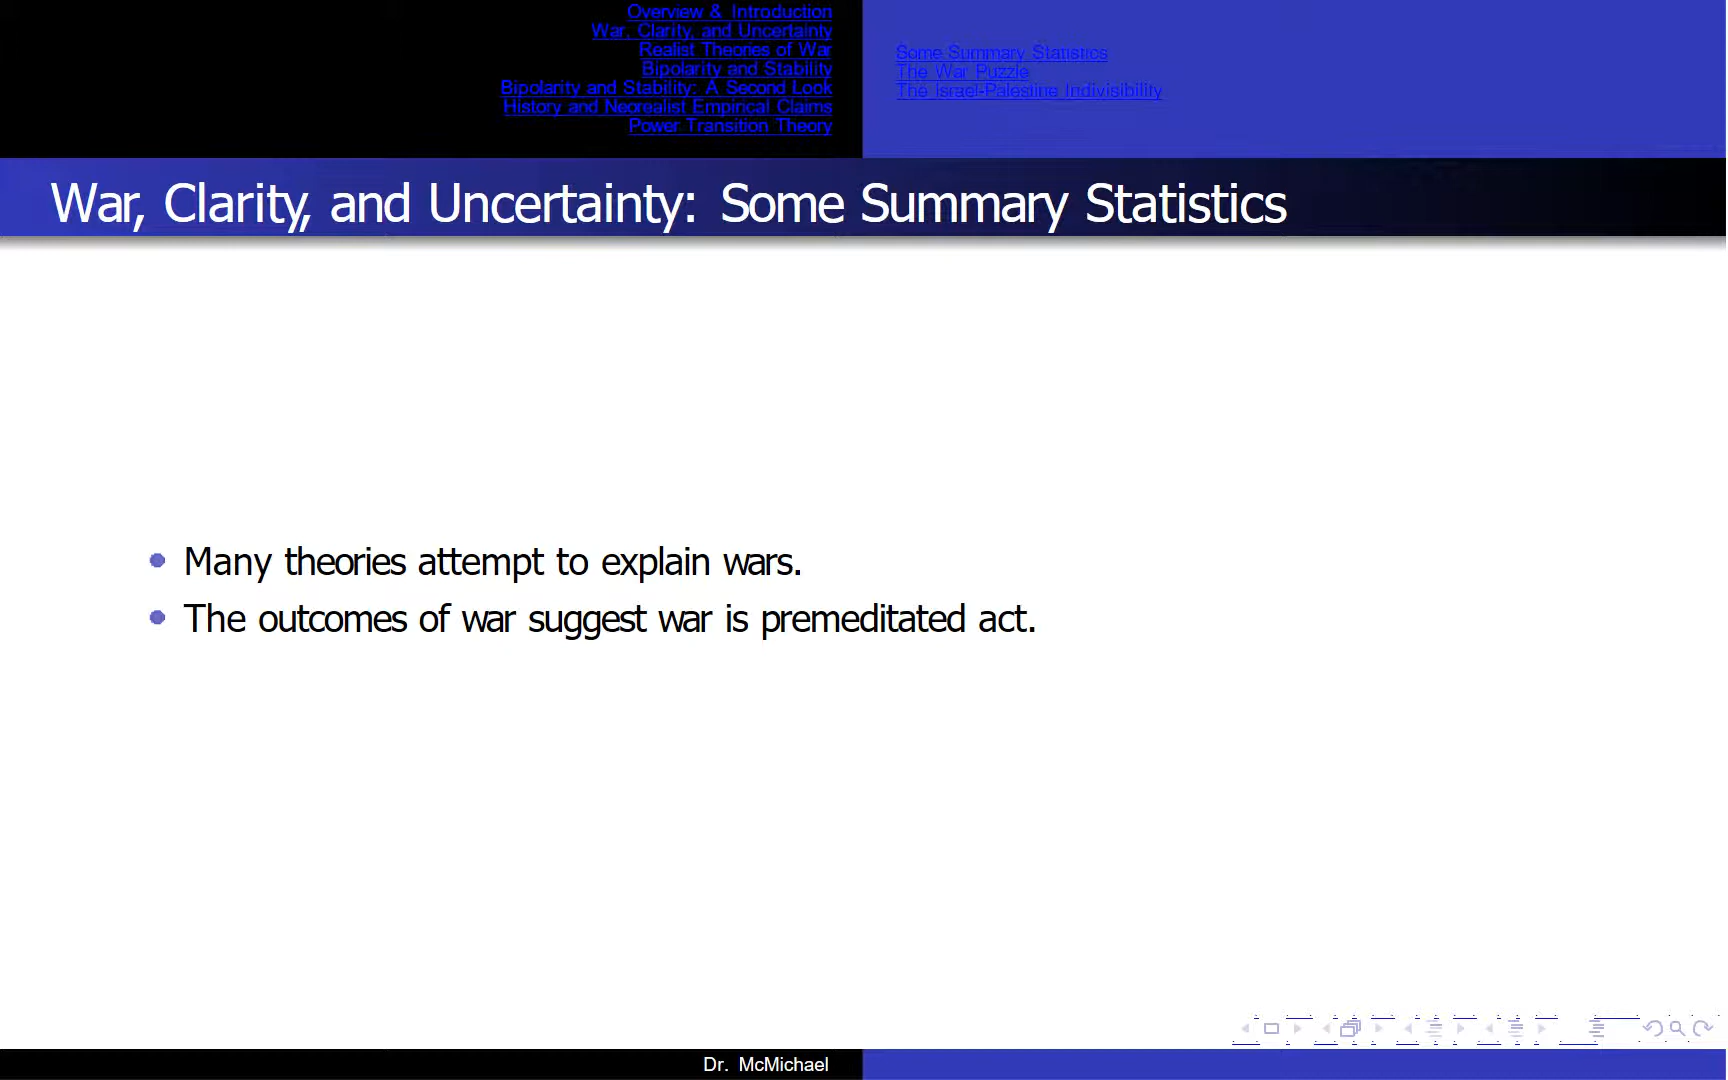 Overview & Introduction
War, Clarity, and Uncertainty
Realist Theories of War
Bipolarity and Stability
Bipolarity and Stability: A Second Look
History and Neorealist Empirical Claims
Power Transition Theory
Some Summary Statistics
The War Puzzle
The Israel-Palestine Indivisibility
War, Clarity, and Uncertainty: Some Summary Statistics
Many theories attempt to explain wars.
The outcomes of war suggest war is premeditated act.
Dr. McMichael